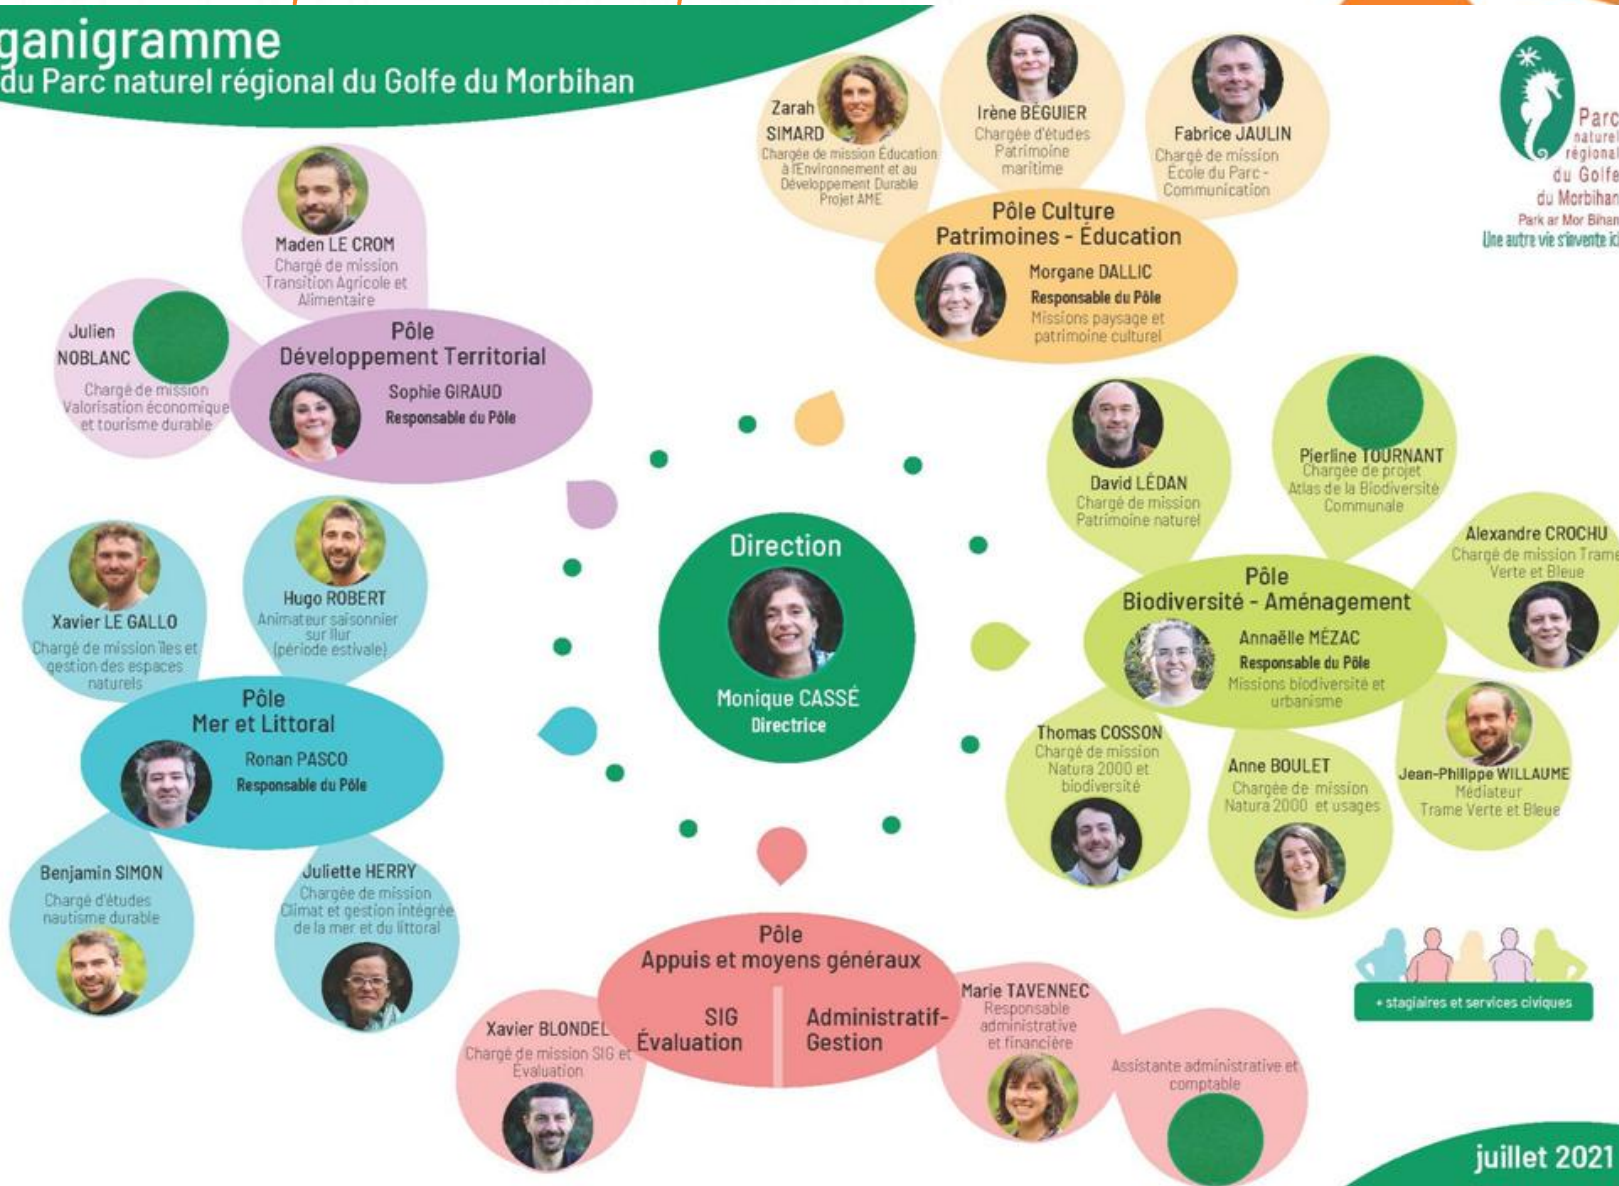 ganigramme
du Parc naturel régional du Golfe du Morbihan
Parc
naturel
régional
du Golfe
du Morbihan
Park ar Mor Bihan
Une autre vie s'invente ici
Zarah
SIMARD
Chargée de mission Éducation
à l'Environnement et au
Développement Durable
Projet AME
Irène BÉGUIER
Chargée d'études
Patrimoine
maritime
Fabrice JAULIN
Chargé de mission
École du Parc -
Communication
Pôle Culture
Patrimoines - Éducation
Morgane DALLIC
Responsable du Pôle
Missions paysage et
patrimoine culturel
Maden LE CROM
Chargé de mission
Transition Agricole et
Alimentaire
Julien
NOBLANC
Chargé de mission
Valorisation économique
et tourisme durable
Pôle
Développement Territorial
Sophie GIRAUD
Responsable du Pôle
David LÉDAN
Chargé de mission
Patrimoine naturel
Pierline TOURNANT
Chargée de projet
Atlas de la Biodiversité
Communale
Alexandre CROCHU
Chargé de mission Trame
Verte et Bleue
Pôle
Biodiversité - Aménagement
Annaëlle MÉZAC
Responsable du Pôle
Missions biodiversité et
urbanisme
Thomas COSSON
Chargé de mission
Natura 2000 et
biodiversité
Anne BOULET
Chargée de mission
Natura 2000 et usages
Jean-Philippe WILLAUME
Médiateur
Trame Verte et Bleue
Direction
Monique CASSÉ
Directrice
Xavier LE GALLO
Chargé de mission îles et
gestion des espaces
naturels
Hugo ROBERT
Animateur saisonnier
sur Ilur
(période estivale)
Pôle
Mer et Littoral
Ronan PASCO
Responsable du Pôle
Benjamin SIMON
Chargé d'études
nautisme durable
Juliette HERRY
Chargée de mission
Climat et gestion intégrée
de la mer et du littoral
Pôle
Appuis et moyens généraux
SIG
Évaluation
Administratif-
Gestion
Xavier BLONDEL
Chargé de mission SIG et
Évaluation
Marie TAVENNEC
Responsable
administrative
et financière
Assistante administrative et
comptable
+ stagiaires et services civiques
juillet 2021